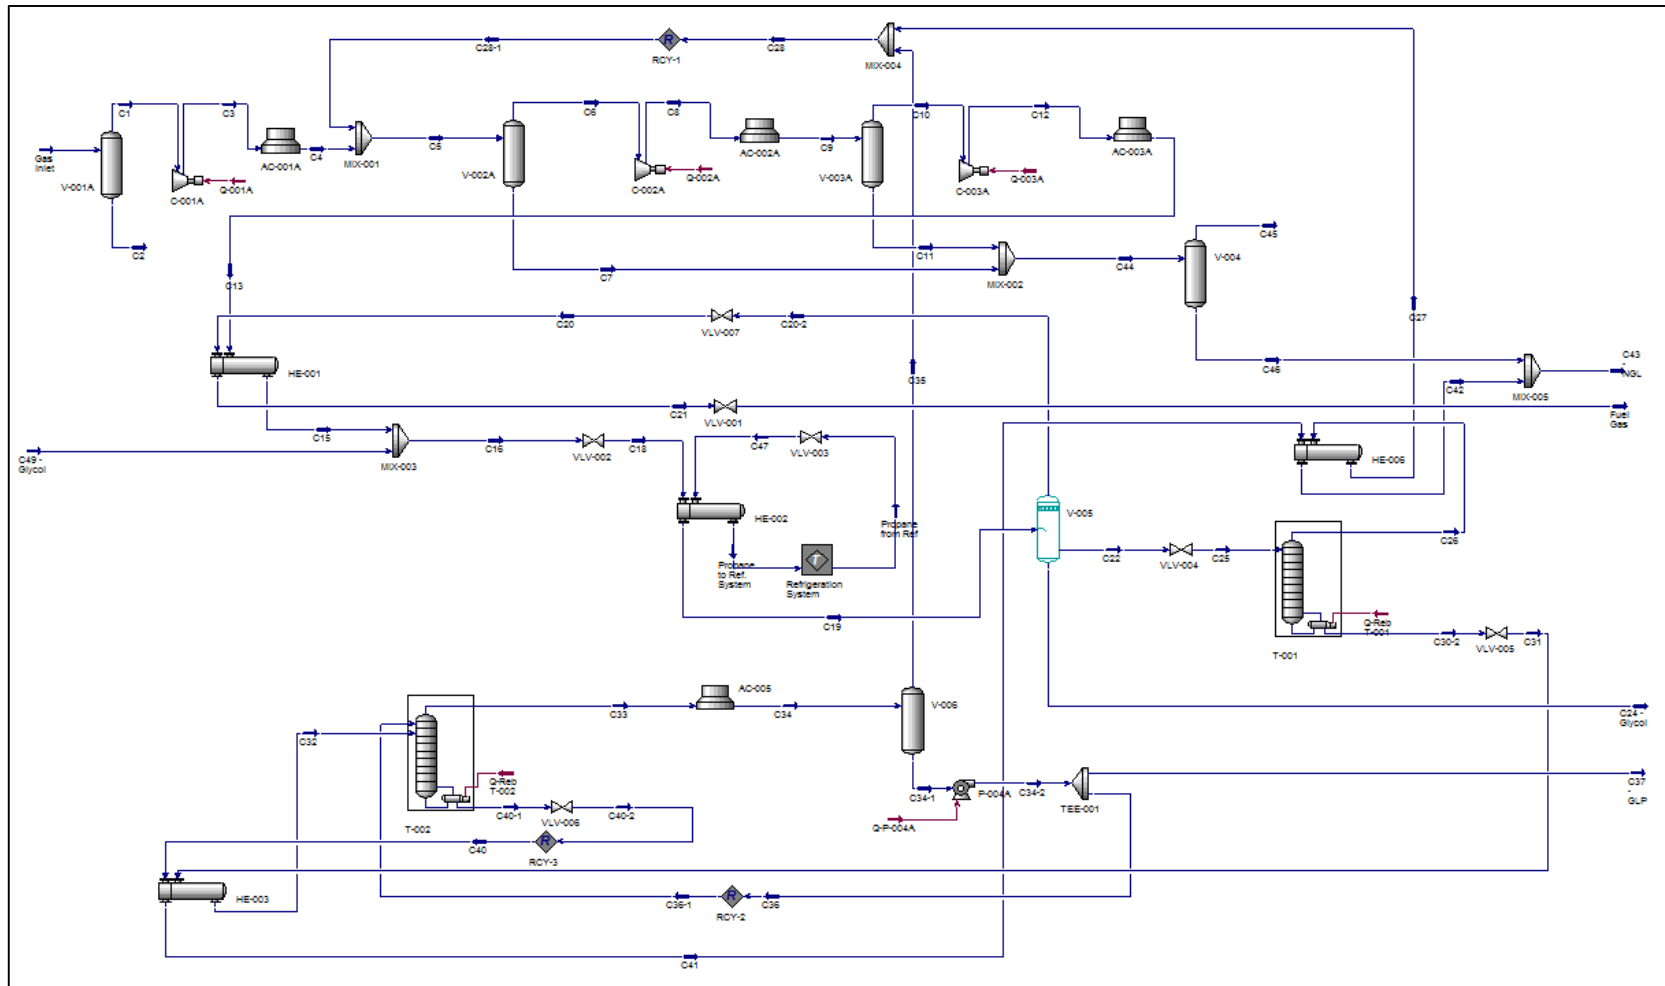 C28-1
RCY-1
C28
MIX-004
C1
C3
C6
C8
C10
C12
Gas
Inlet
V-001A
C-001A
Q-001A
AC-001A
C4
MIX-001
C5
V-002A
C-002A
Q-002A
AC-002A
C9
V-003A
C-003A
Q-003A
AC-003A
C2
C13
C7
C11
MIX-002
C44
V-004
C45
C27
C20
VLV-007
C20-2
HE-001
C35
C46
C43
-
NGL
C42
MIX-005
C21
VLV-001
Fuel
Gas
C15
C49 -
Glycol
MIX-003
C16
VLV-002
C18
C47
VLV-003
HE-006
HE-002
Propane
from Ref
V-005
Propane
to Ref.
System
Refrigeration
System
C22
VLV-004
C25
C26
C19
Q-Reb
T-001
C30-2
VLV-005
C31
T-001
AC-005
C33
C34
V-006
C24 -
Glycol
C32
Q-Reb
T-002
C40-1
VLV-006
C40-2
T-002
C34-1
P-004A
C34-2
TEE-001
C37
-
GLP
Q-P-004A
C40
RCY-3
HE-003
C36-1
RCY-2
C36
C41